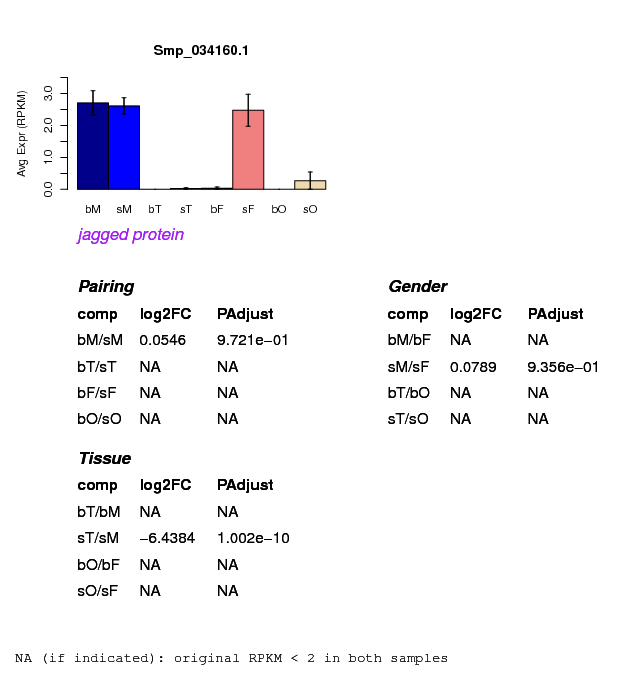 Smp_034160.1
Avg Expr (RPKM)
0.0 1.0 2.0 3.0
bM sM bT sT bF sF bO sO
jagged protein
Pairing
comp log2FC PAdjust
bM/sM 0.0546 9.721e−01
bT/sT NA NA
bF/sF NA NA
bO/sO NA NA
Gender
comp log2FC PAdjust
bM/bF NA NA
sM/sF 0.0789 9.356e−01
bT/bO NA NA
sT/sO NA NA
Tissue
comp log2FC PAdjust
bT/bM NA NA
sT/sM −6.4384 1.002e−10
bO/bF NA NA
sO/sF NA NA
NA (if indicated): original RPKM < 2 in both samples